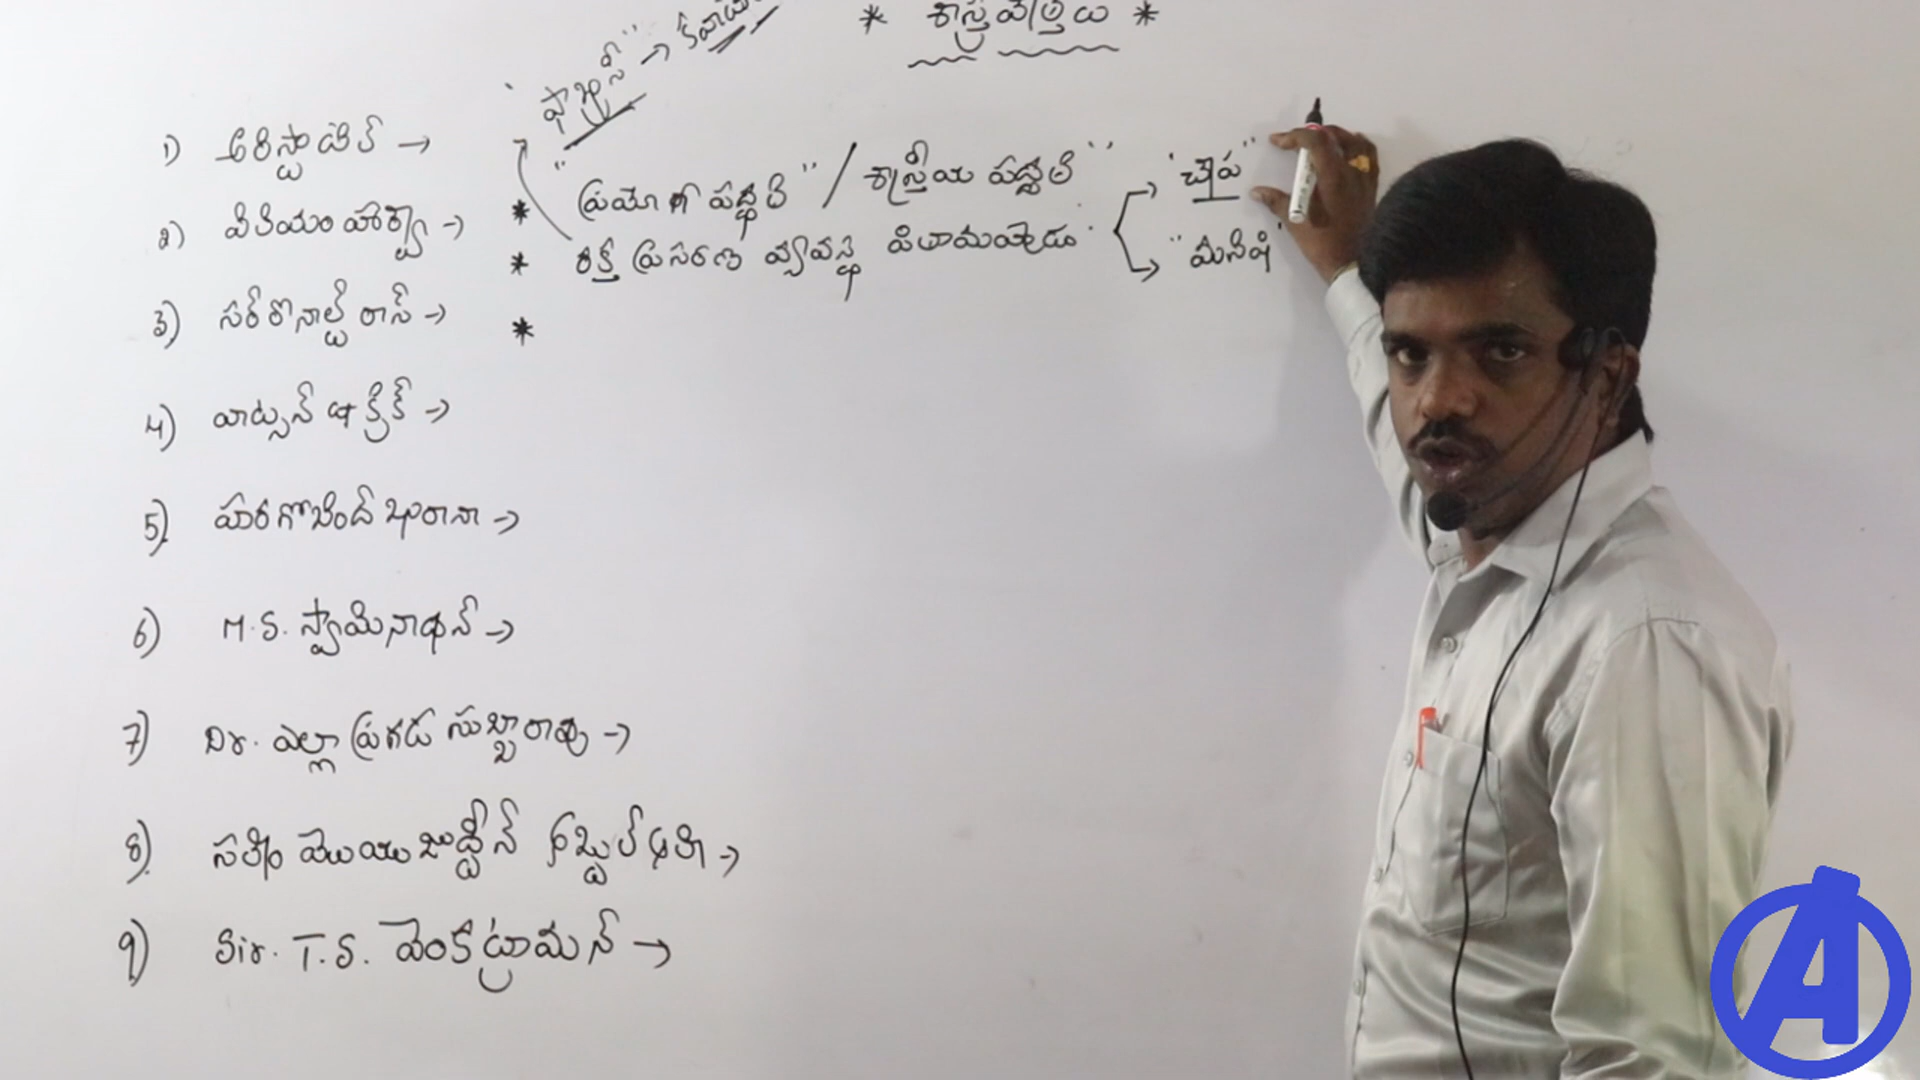 * శాస్త్రవేత్తలు *
1) అరిస్టాటిల్ →
"ఫాబ్రిస్" →
* ప్రయోగ పద్ధతి" / శాస్త్రీయ పద్ధతి" → 'చేప"
2) విలియం హార్వే →
* రక్త ప్రసరణ వ్యవస్థ పితామహుడు → "మనిషి"
3) సర్ రొనాల్డ్ రాస్ → *
4) వాట్సన్ & క్రిక్ →
5) హరగోబింద్ ఖురానా →
6) M.S. స్వామినాథన్ →
7) Dr. ఎల్లా ప్రగడ సుబ్బారావు →
8) సలీం మొయిజుద్దీన్ అబ్దుల్ అలీ →
9) Sir. T.S. వెంకట్రామన్ →
A